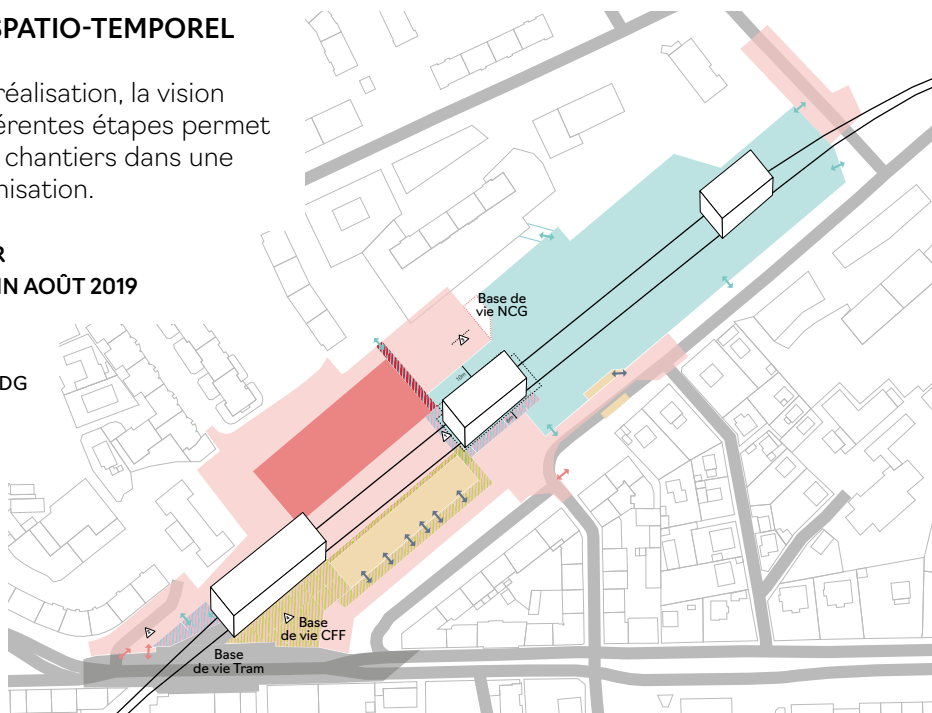 SPATIO-TEMPOREL
réalisation, la vision
érentes étapes permet
chantiers dans une
nisation.
R
IN AOÛT 2019
DG
Base de
vie NCG
Base
de vie CFF
Base
de vie Tram